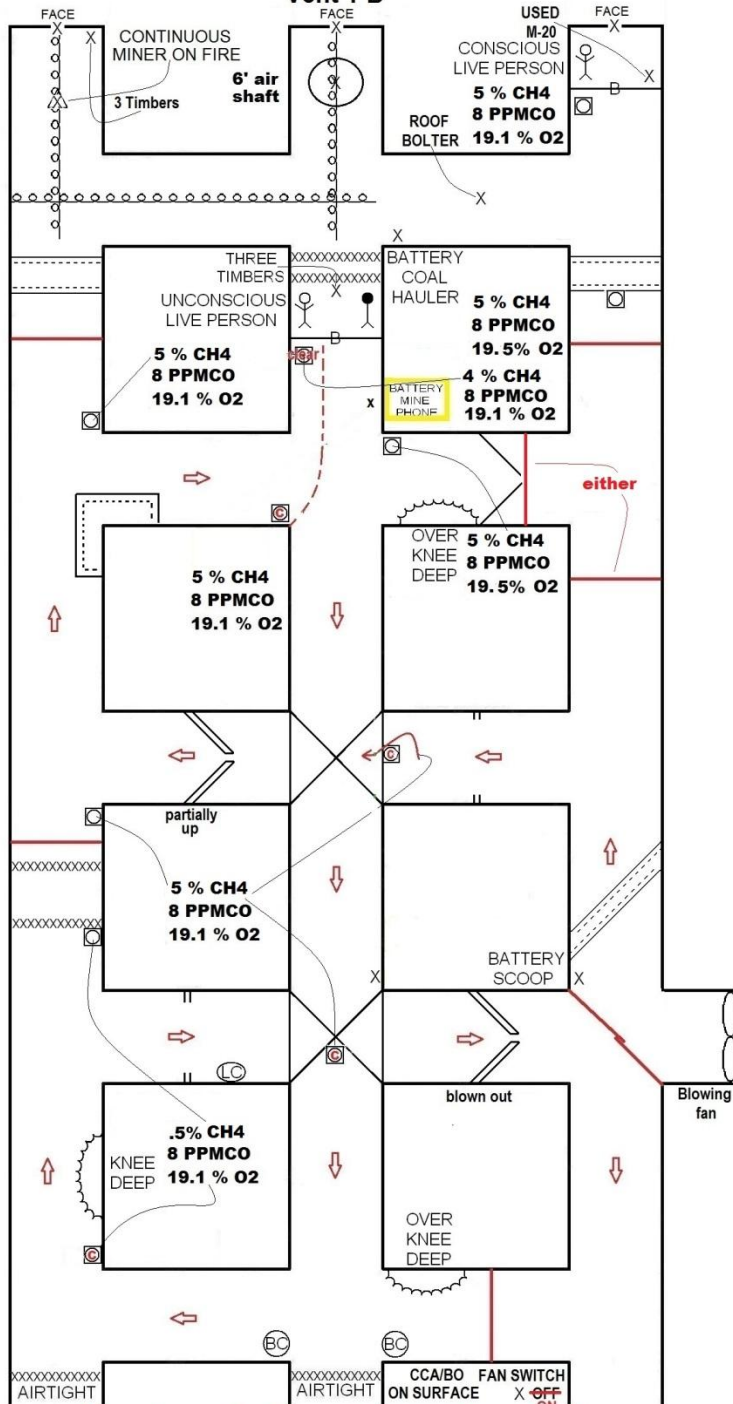 FACE
CONTINUOUS
MINER ON FIRE
3 Timbers
6' air
shaft
FACE
USED
M-20
FACE
CONSCIOUS
LIVE PERSON
5 % CH4
8 PPMCO
19.1 % O2
B
ROOF
BOLTER
THREE
TIMBERS
UNCONSCIOUS
LIVE PERSON
5 % CH4
8 PPMCO
19.1 % O2
B
BATTERY
COAL
HAULER
5 % CH4
8 PPMCO
19.5% O2
4 % CH4
8 PPMCO
19.1 % O2
BATTERY
MINE
PHONE
x
either
C
5 % CH4
8 PPMCO
19.1 % O2
OVER
KNEE
DEEP
5 % CH4
8 PPMCO
19.5% O2
C
partially
up
5 % CH4
8 PPMCO
19.1 % O2
BATTERY
SCOOP X
X
C
LC
blown out
Blowing
fan
KNEE
DEEP
.5% CH4
8 PPMCO
19.1 % O2
C
OVER
KNEE
DEEP
BC
BC
XXXXXXXXXXX
AIRTIGHT
XXXXXXXXXXX
AIRTIGHT
CCA/BO
ON SURFACE
FAN SWITCH
X OFF